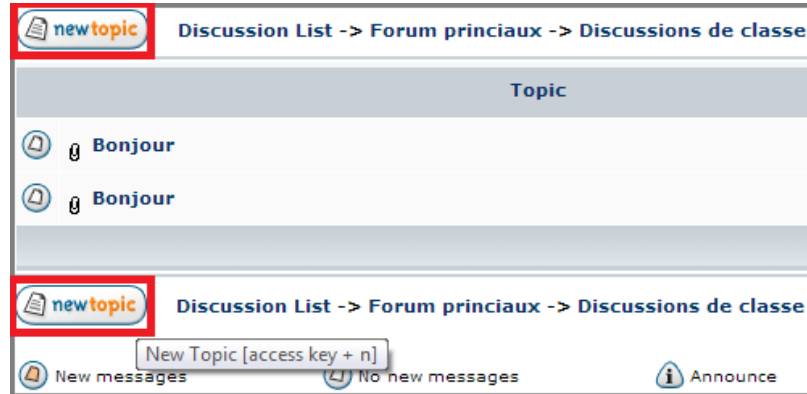 newtopic Discussion List -> Forum princiaux -> Discussions de classe
Topic
Bonjour
Bonjour
newtopic Discussion List -> Forum princiaux -> Discussions de classe
New Topic [access key + n]
New messages No new messages Announce